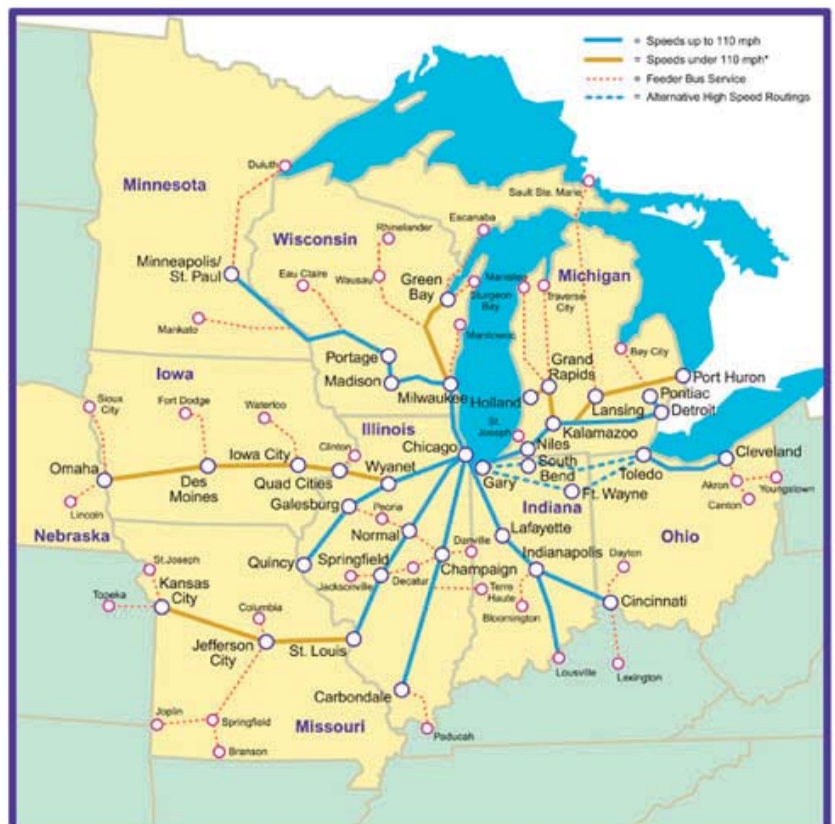 = Speeds up to 110 mph
= Speeds under 110 mph*
= Feeder Bus Service
= Alternative High Speed Routings
Duluth
Minnesota
Sault Ste. Marie
Escanaba
Rhinelander
Wisconsin
Minneapolis/
St. Paul
Eau Claire
Wausau
Green
Bay
Manistee
Michigan
Sturgeon
Bay
Traverse
City
Mankato
Manitowoc
Bay City
Portage
Grand
Rapids
Iowa
Madison
Milwaukee
Port Huron
Pontiac
Holland
Lansing
Detroit
Sioux
City
Fort Dodge
Waterloo
Illinois
St.
Joseph
Kalamazoo
Clinton
Chicago
Niles
Iowa City
Wyanet
South
Bend
Cleveland
Omaha
Des
Moines
Quad Cities
Gary
Toledo
Akron
Youngstown
Galesburg
Peoria
Ft. Wayne
Canton
Lincoln
Indiana
Nebraska
Normal
Lafayette
Ohio
Danville
Quincy
Springfield
Indianapolis
Dayton
St.Joseph
Champaign
Jacksonville
Decatur
Terre
Haute
Kansas
City
Topeka
Columbia
Bloomington
Cincinnati
Jefferson
City
St. Louis
Lousville
Lexington
Carbondale
Joplin
Springfield
Missouri
Paducah
Branson